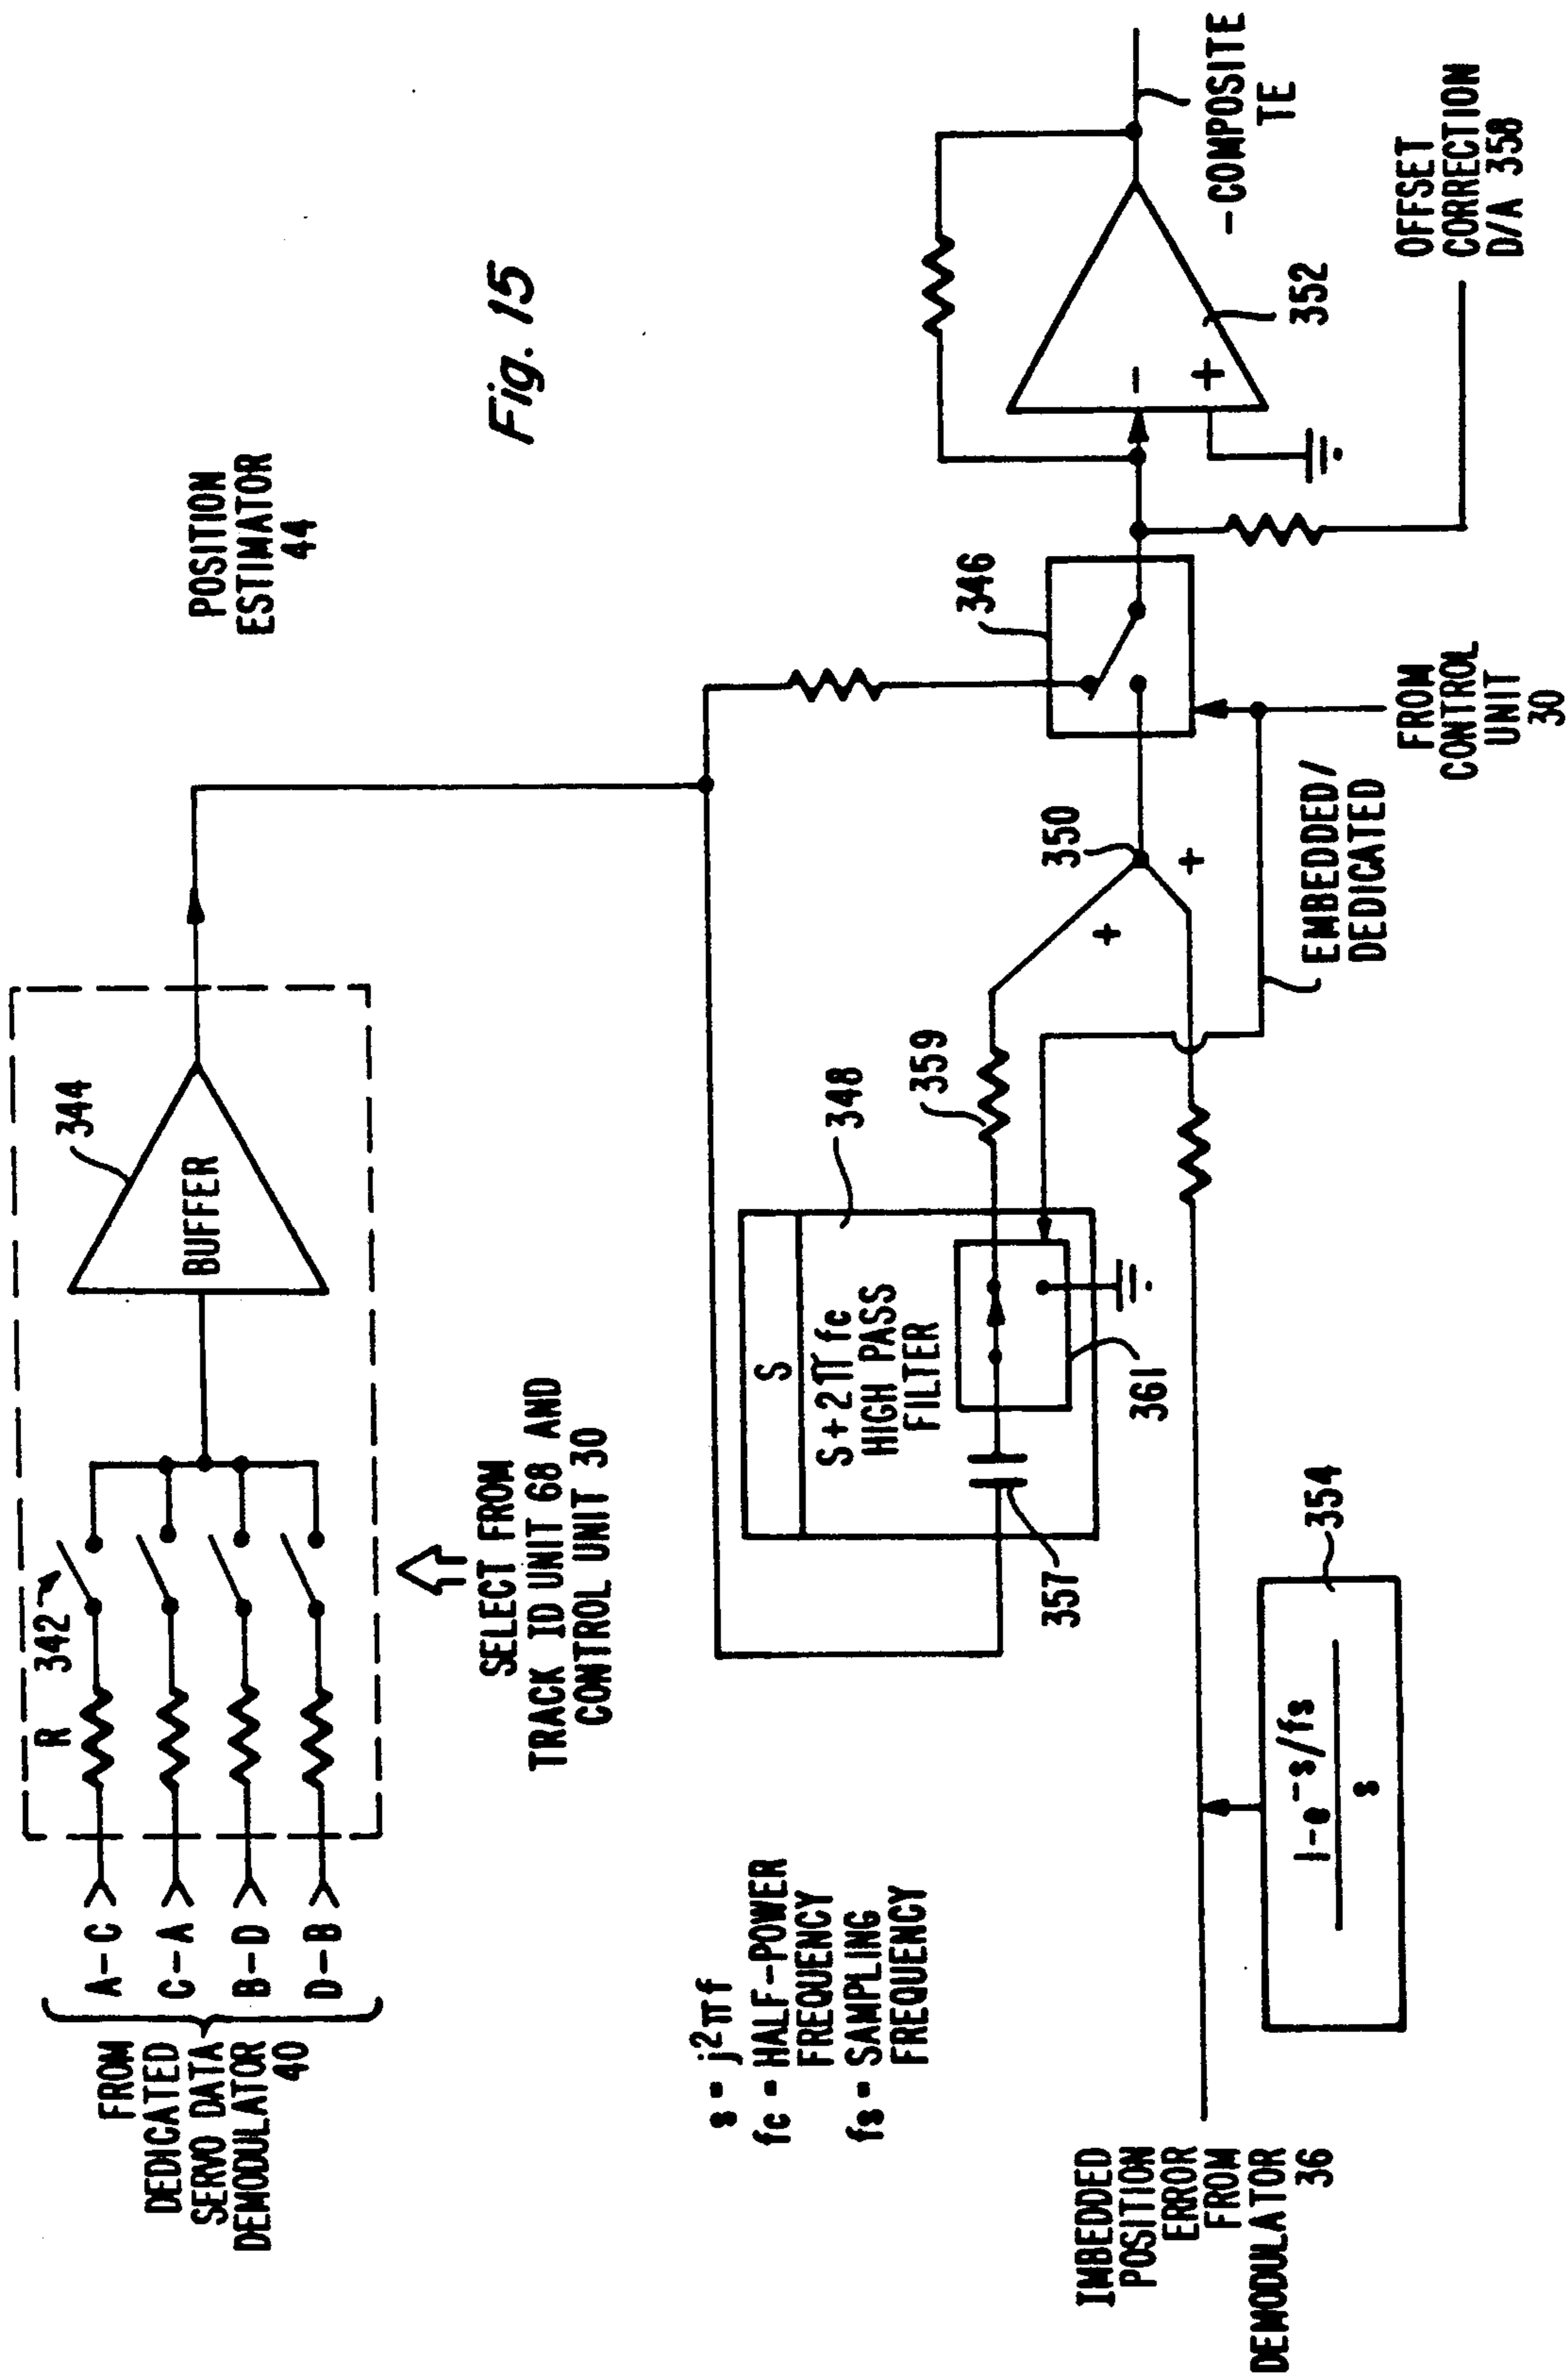 POSITION
ESTIMATOR
44
Fig. 15
FROM
DEDICATED
SERVO DATA
DEMODULATOR
40
A-C
C-A
B-D
D-B
R
342
344
BUFFER
SELECT FROM
TRACK ID UNIT 68 AND
CONTROL UNIT 30
s = j2πf
fc = HALF-POWER
FREQUENCY
fs = SAMPLING
FREQUENCY
S
S+2πfc
HIGH PASS
FILTER
348
357
361
359
350
+
+
346
EMBEDDED/
DEDICATED
FROM
CONTROL
UNIT
30
-
+
352
-COMPOSITE
TE
OFFSET
CORRECTION
D/A 358
IMBEDDED
POSITION
ERROR
FROM
DEMODULATOR
36
1-e-s/fs
s
354